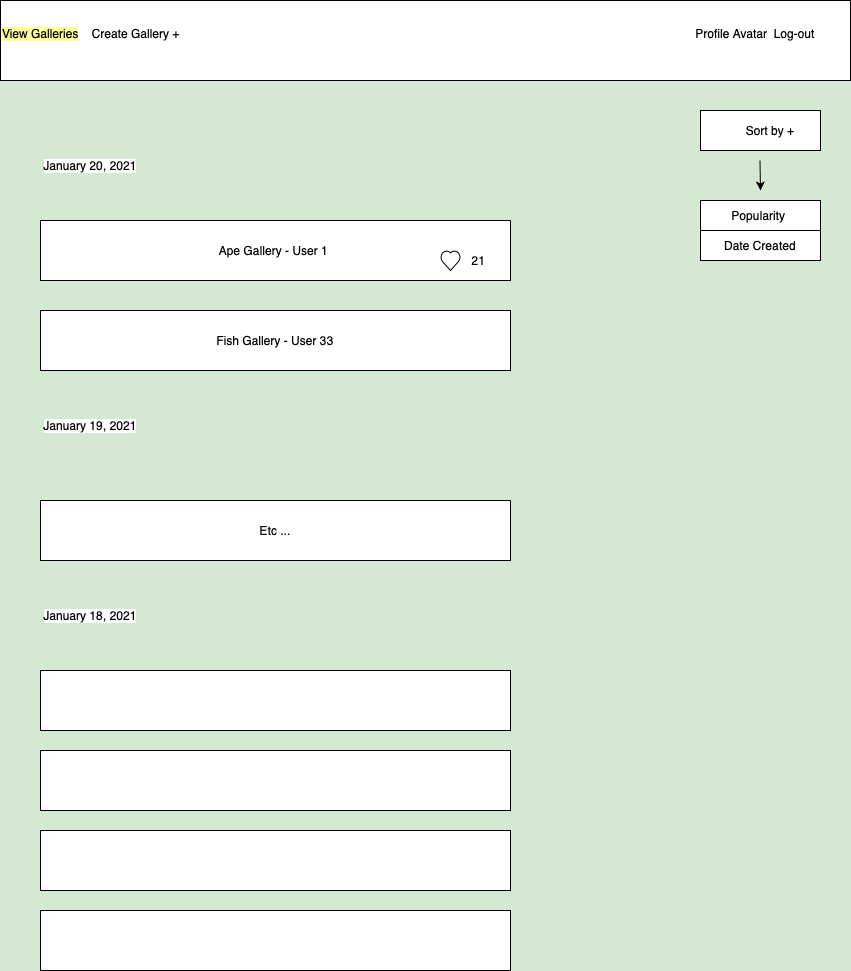 View Galleries Create Gallery + Profile Avatar Log-out
Sort by +
January 20, 2021
Popularity
Date Created
Ape Gallery - User 1
21
Fish Gallery - User 33
January 19, 2021
Etc ...
January 18, 2021